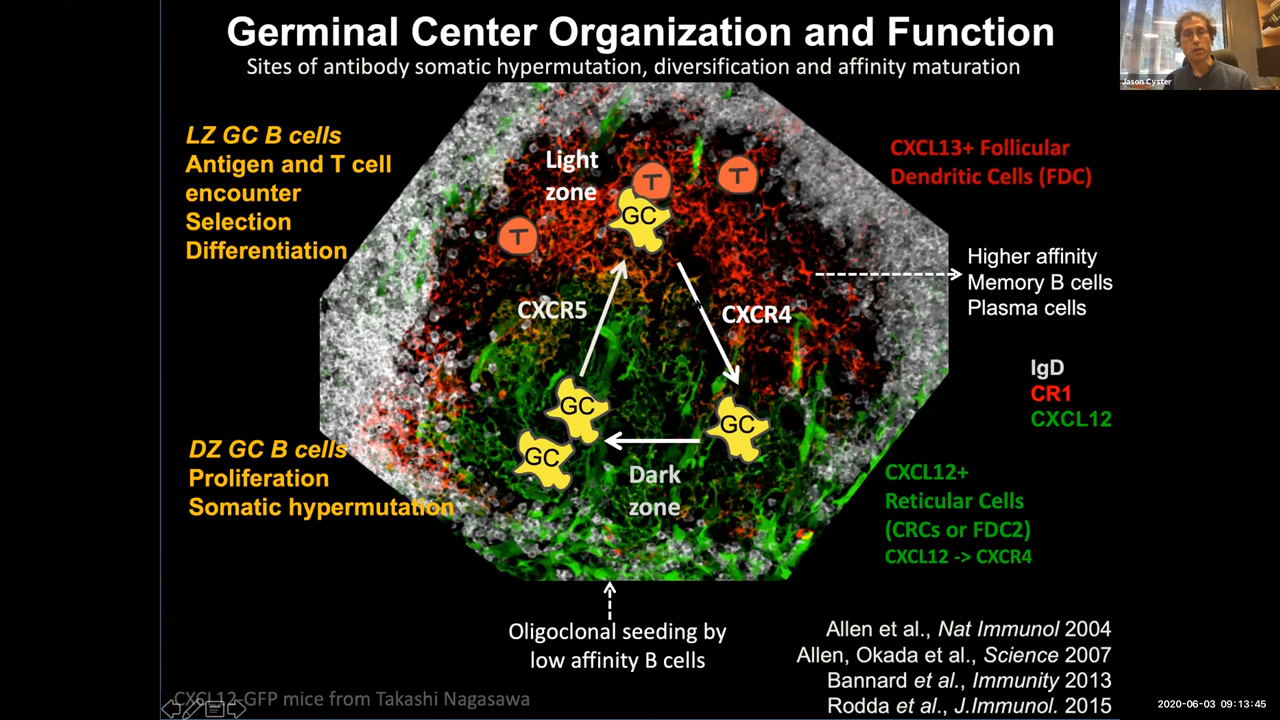 Germinal Center Organization and Function
Sites of antibody somatic hypermutation, diversification and affinity maturation
Jason Cyster
LZ GC B cells
Antigen and T cell
encounter
Selection
Differentiation
Light
zone
T
T
T
GC
CXCL13+ Follicular
Dendritic Cells (FDC)
Higher affinity
Memory B cells
Plasma cells
CXCR5
CXCR4
IgD
CR1
CXCL12
GC
GC
GC
DZ GC B cells
Proliferation
Somatic hypermutation
Dark
zone
CXCL12+
Reticular Cells
(CRCs or FDC2)
CXCL12 -> CXCR4
Oligoclonal seeding by
low affinity B cells
Allen et al., Nat Immunol 2004
Allen, Okada et al., Science 2007
Bannard et al., Immunity 2013
Rodda et al., J.Immunol. 2015
CXCL12-GFP mice from Takashi Nagasawa
2020-06-03 09:13:45